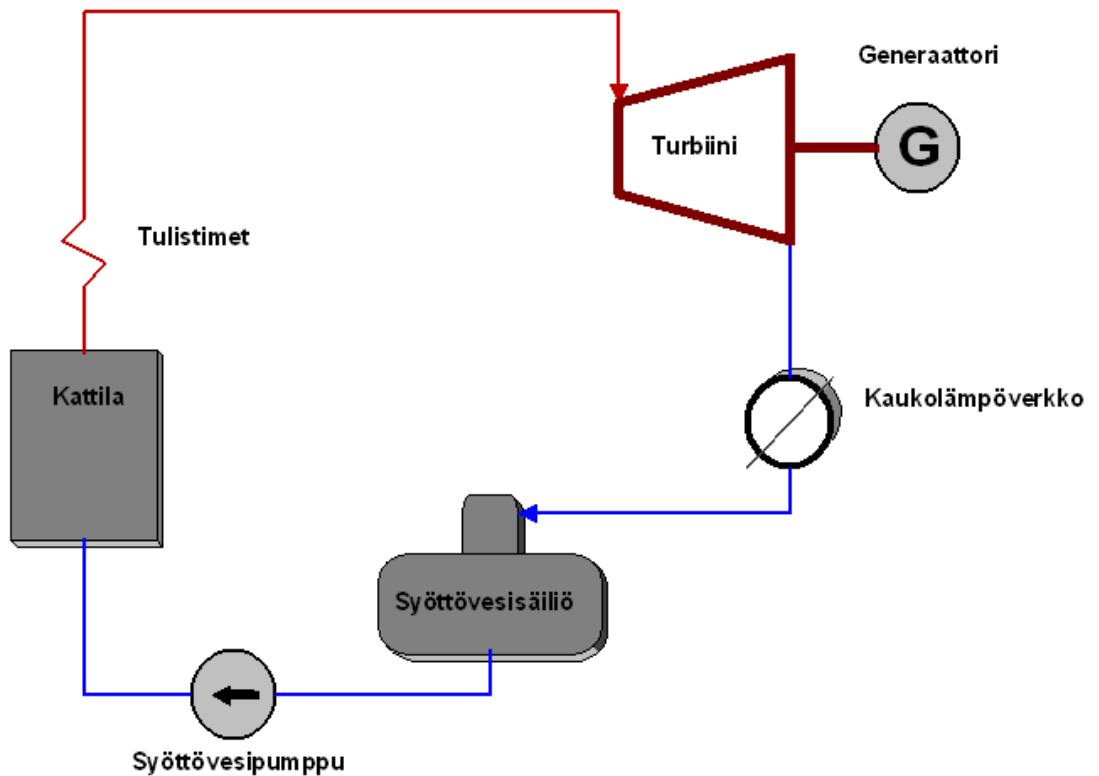 Generaattori
Turbiini
G
Tulistimet
Kattila
Kaukolämpöverkko
Syöttövesisäiliö
Syöttövesipumppu